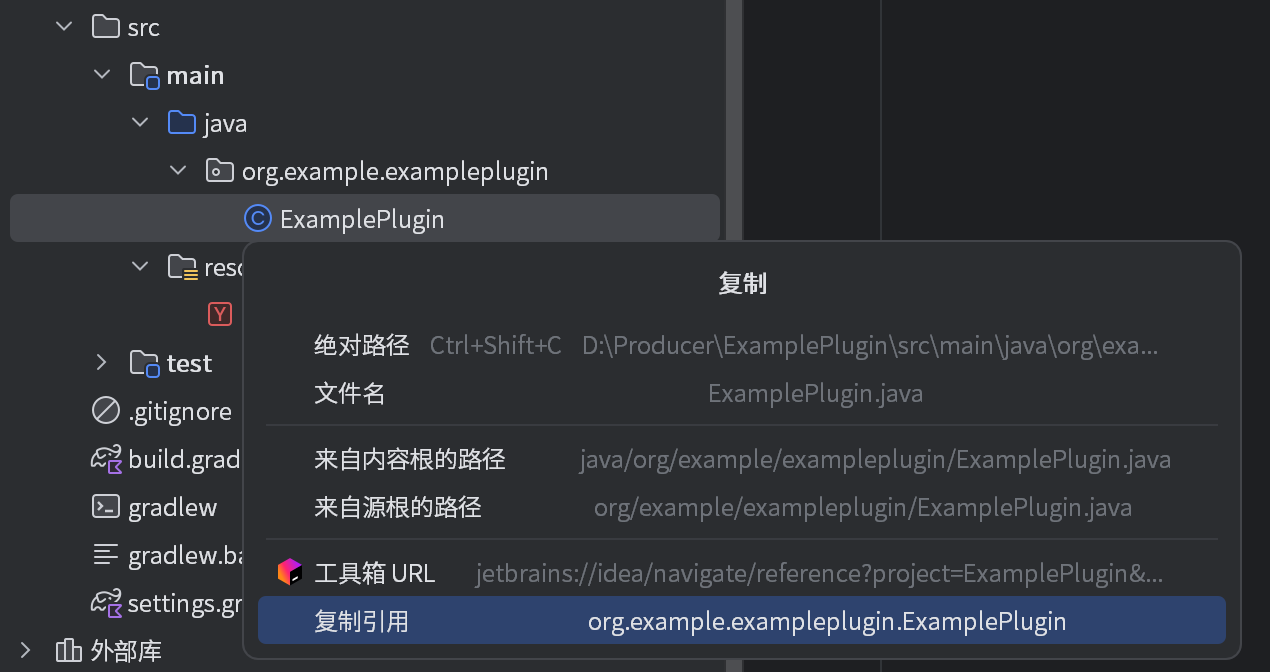 src
main
java
org.example.exampleplugin
ExamplePlugin
reso
Y
test
.gitignore
build.grad
gradlew
gradlew.ba
settings.gr
外部库
复制
绝对路径 Ctrl+Shift+C D:\Producer\ExamplePlugin\src\main\java\org\exa...
文件名 ExamplePlugin.java
来自内容根的路径 java/org/example/exampleplugin/ExamplePlugin.java
来自源根的路径 org/example/exampleplugin/ExamplePlugin.java
工具箱 URL jetbrains://idea/navigate/reference?project=ExamplePlugin&...
复制引用 org.example.exampleplugin.ExamplePlugin